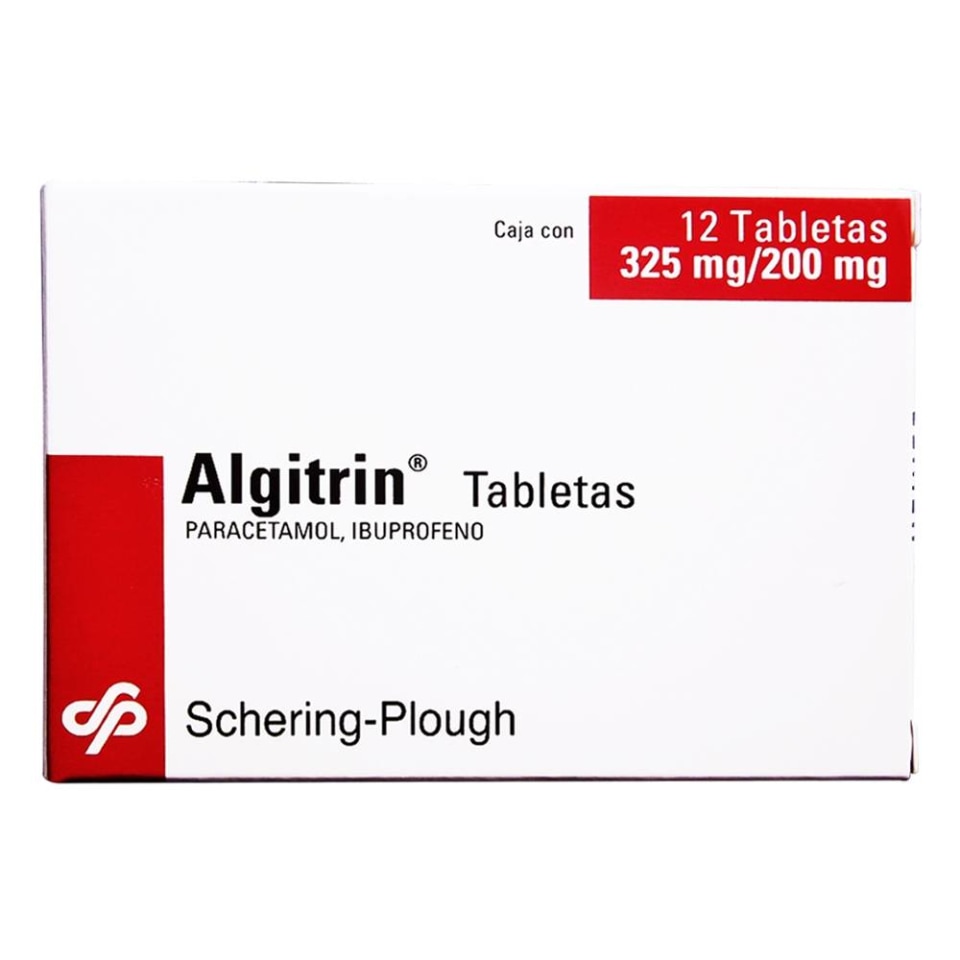 Caja con
12 Tabletas
325 mg/200 mg
Algitrin® Tabletas
PARACETAMOL, IBUPROFENO
Schering-Plough